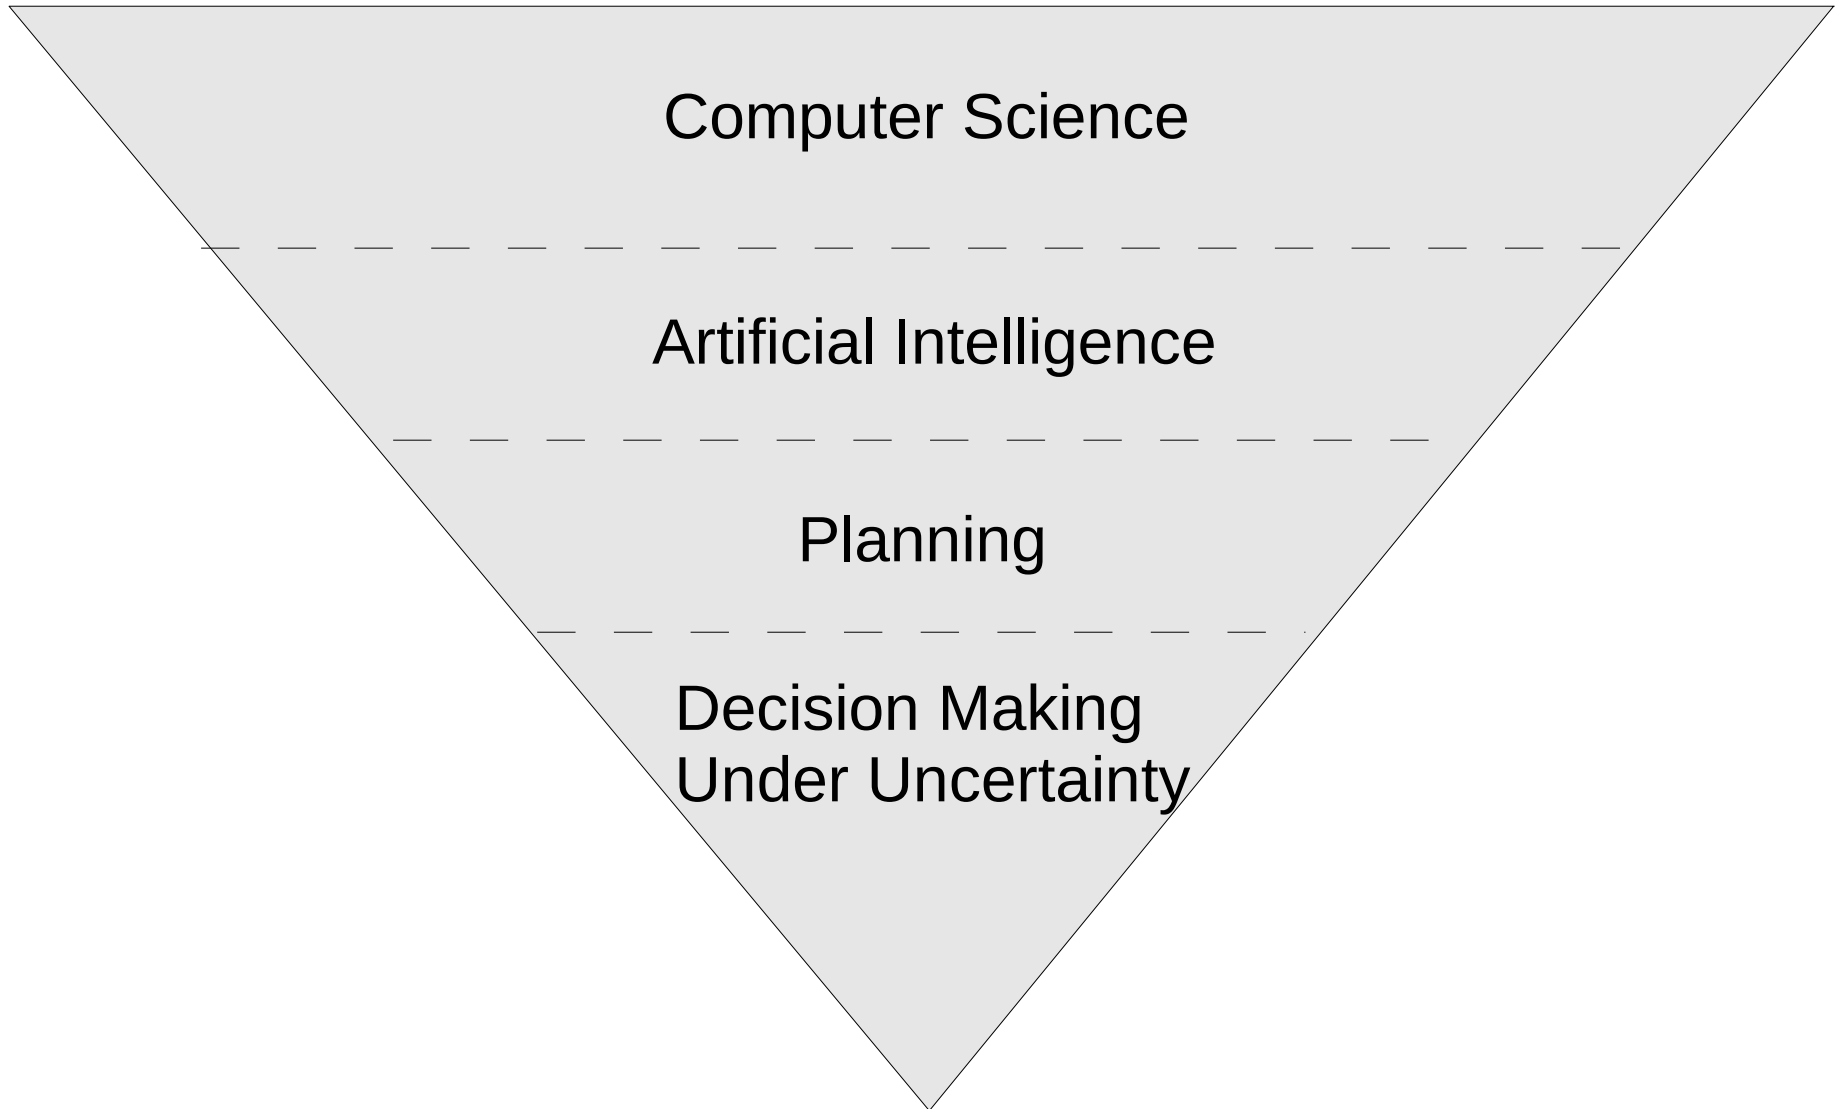 Computer Science
Artificial Intelligence
Planning
Decision Making
Under Uncertainty